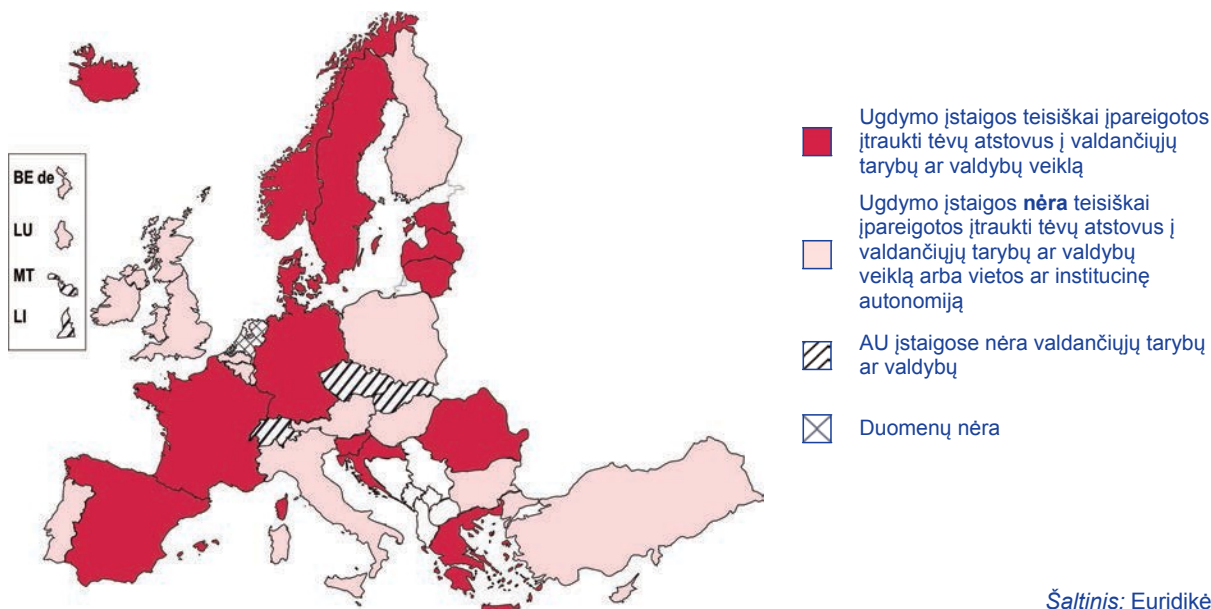 BE de
LU
MT
LI
Ugdymo įstaigos teisiškai įpareigotos
įtraukti tėvų atstovus į valdančiųjų
tarybų ar valdybų veiklą
Ugdymo įstaigos nėra teisiškai
įpareigotos įtraukti tėvų atstovus į
valdančiųjų tarybų ar valdybų
veiklą arba vietos ar institucinę
autonomiją
AU įstaigose nėra valdančiųjų tarybų
ar valdybų
Duomenų nėra
Šaltinis: Euridikė